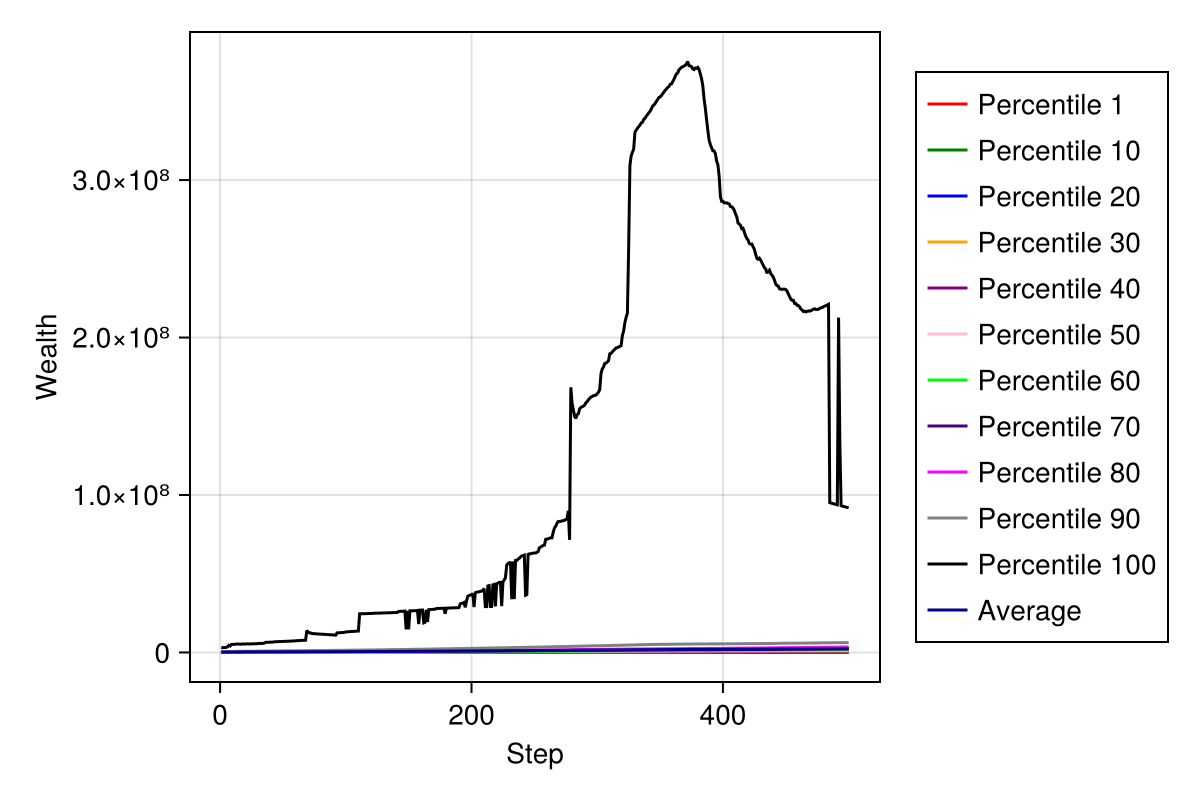 Wealth
3.0×10⁸
2.0×10⁸
1.0×10⁸
0
0
200
400
Step
Percentile 1
Percentile 10
Percentile 20
Percentile 30
Percentile 40
Percentile 50
Percentile 60
Percentile 70
Percentile 80
Percentile 90
Percentile 100
Average